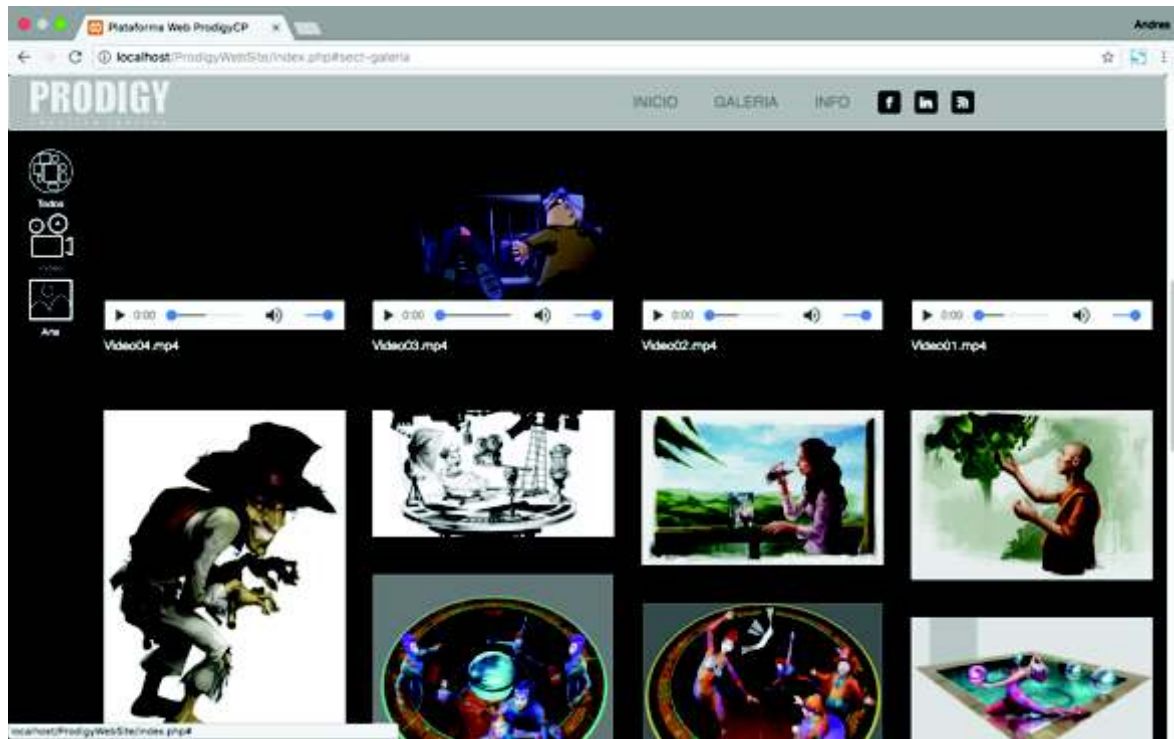 Plataforma Web ProdigyCP
Andres
localhost/ProdigyWebSite/index.php#sect-galeria
PRODIGY
INICIO GALERIA INFO
Todos
Video
Arte
0:00 0:00 0:00 0:00
Video04.mp4 Video03.mp4 Video02.mp4 Video01.mp4
localhost/ProdigyWebSite/index.php#